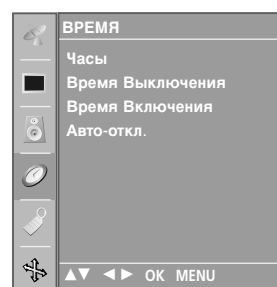 ВРЕМЯ
Часы
Время Выключения
Время Включения
Авто-откл.
▲▼ ◄► OK MENU